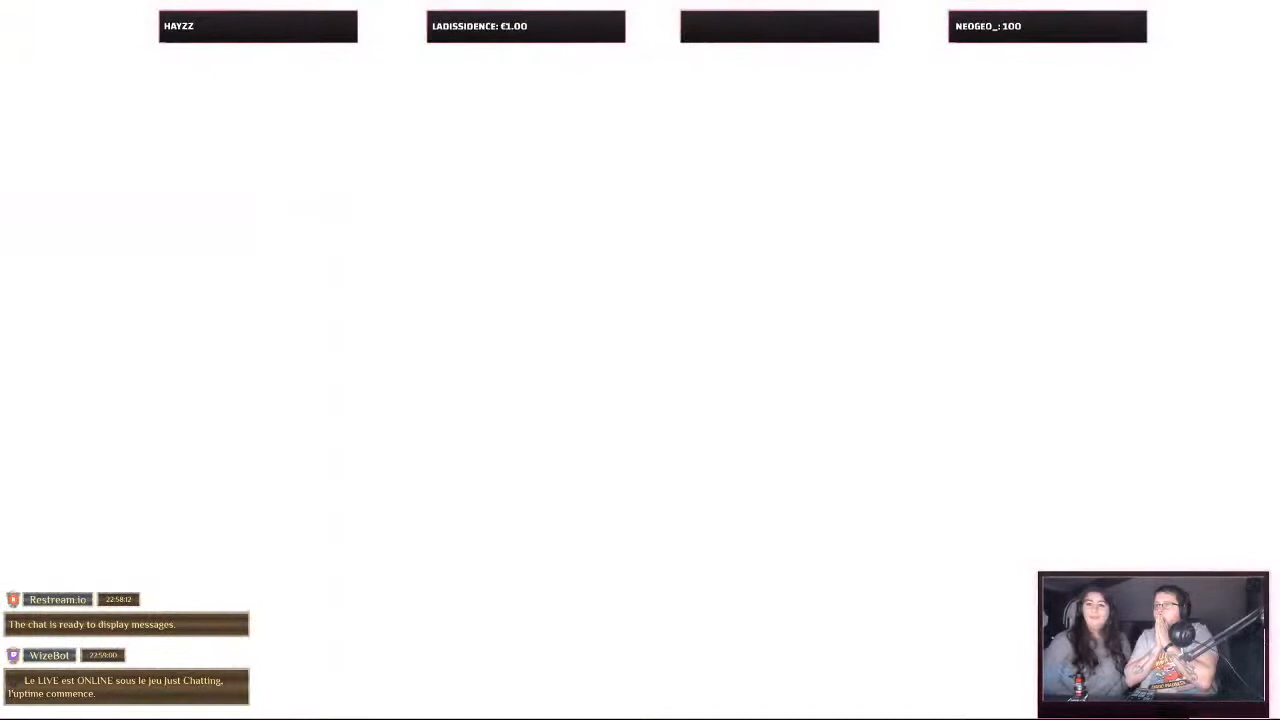 HAYZZ
LADISSIDENCE: €1.00
NEOGEO_: 100
Restream.io 22:58:12
The chat is ready to display messages.
WizeBot 22:59:00
Le LIVE est ONLINE sous le jeu Just Chatting,
l'uptime commence.